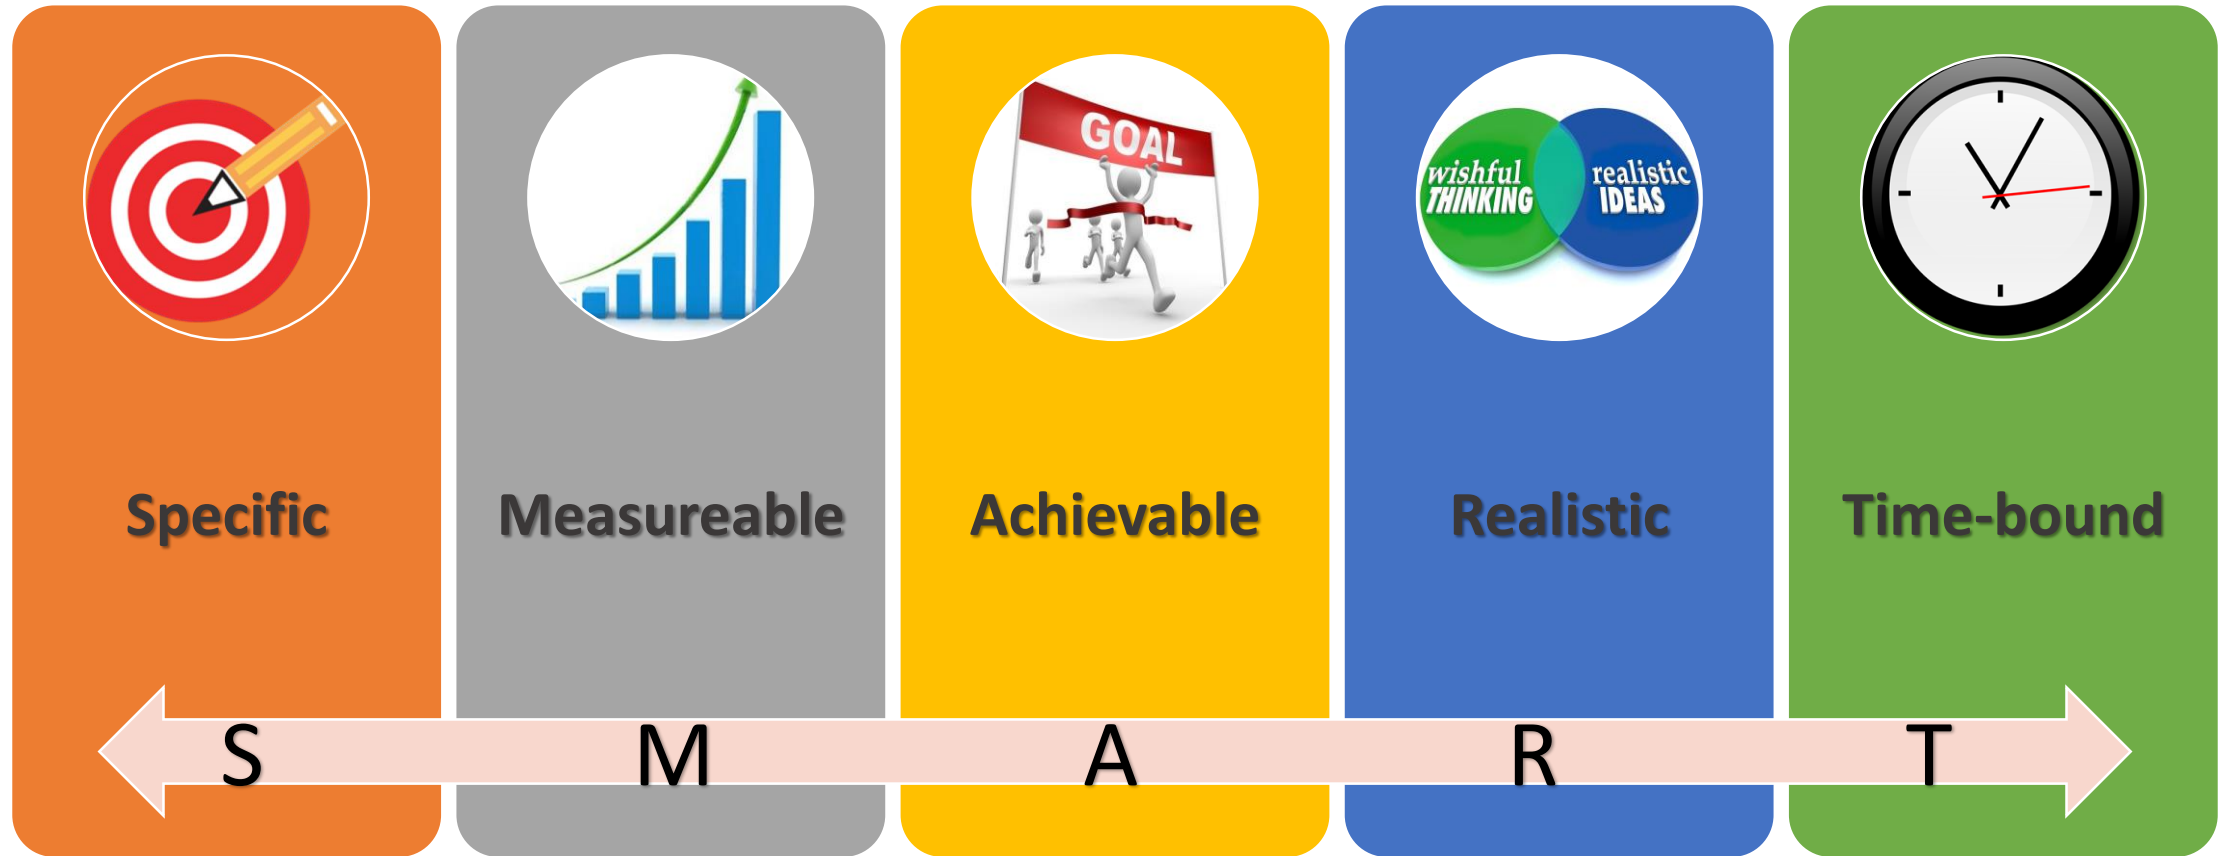 GOAL
wishful
THINKING
realistic
IDEAS
Specific
Measureable
Achievable
Realistic
Time-bound
S M A R T